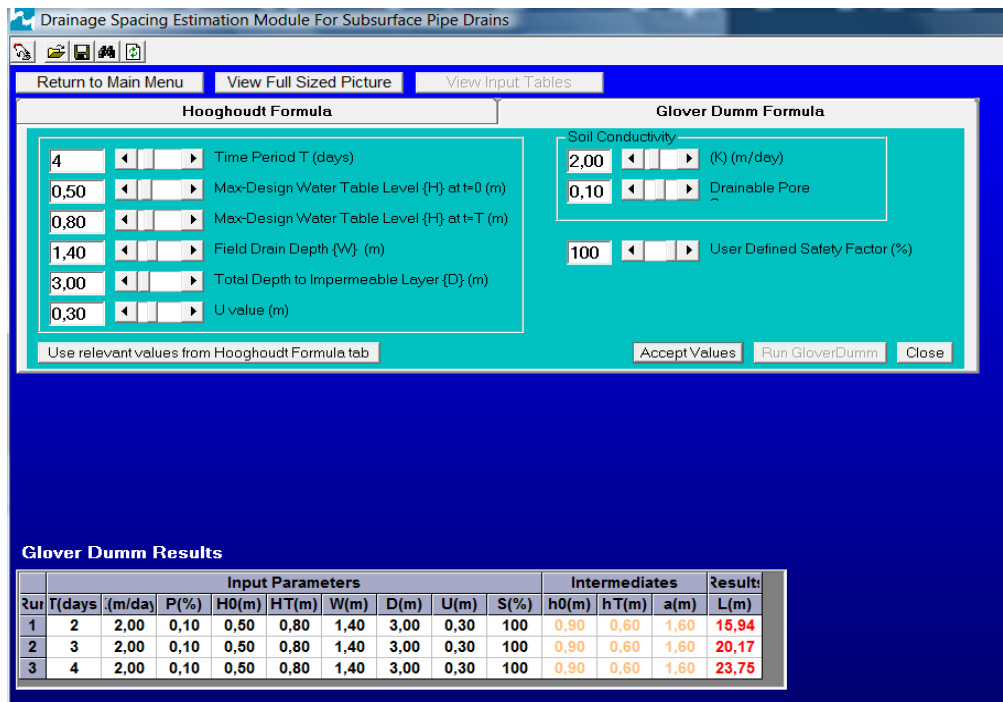 Drainage Spacing Estimation Module For Subsurface Pipe Drains
Return to Main Menu View Full Sized Picture View Input Tables
Hooghoudt Formula Glover Dumm Formula
Soil Conductivity
4 Time Period T (days) 2,00 (K) (m/day)
0,50 Max-Design Water Table Level {H} at t=0 (m) 0,10 Drainable Pore
0,80 Max-Design Water Table Level {H} at t=T (m)
1,40 Field Drain Depth {W} (m) 100 User Defined Safety Factor (%)
3,00 Total Depth to Impermeable Layer {D} (m)
0,30 U value (m)
Use relevant values from Hooghoudt Formula tab Accept Values Run GloverDumm Close
Glover Dumm Results
Input Parameters Intermediates Results
Run T(days (m/day P(%) H0(m) HT(m) W(m) D(m) U(m) S(%) h0(m) hT(m) a(m) L(m)
1 2 2,00 0,10 0,50 0,80 1,40 3,00 0,30 100 0,90 0,60 1,60 15,94
2 3 2,00 0,10 0,50 0,80 1,40 3,00 0,30 100 0,90 0,60 1,60 20,17
3 4 2,00 0,10 0,50 0,80 1,40 3,00 0,30 100 0,90 0,60 1,60 23,75